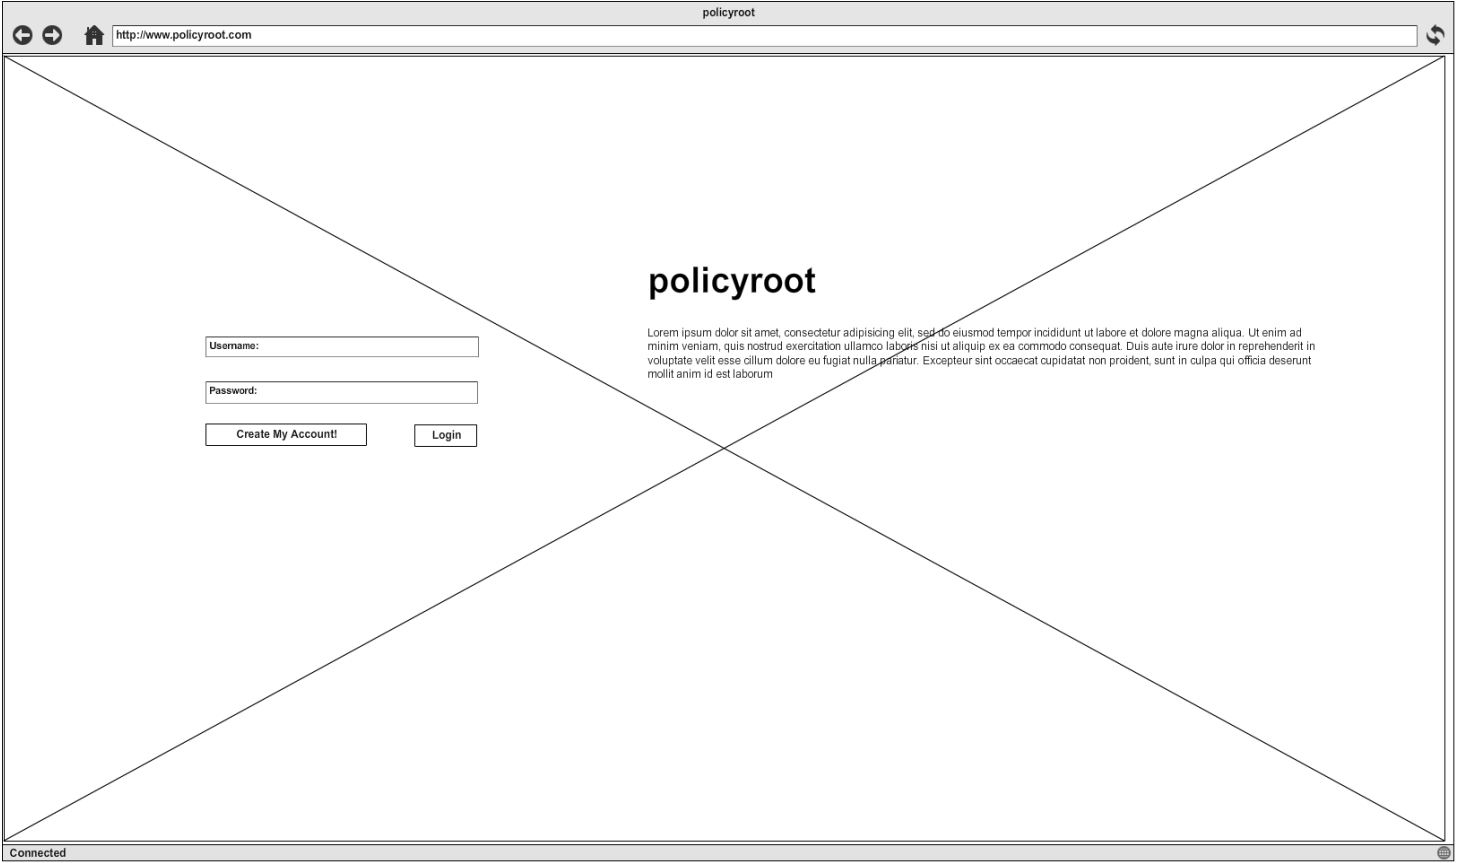 policyroot
http://www.policyroot.com
policyroot
Lorem ipsum dolor sit amet, consectetur adipisicing elit, sed do eiusmod tempor incididunt ut labore et dolore magna aliqua. Ut enim ad
minim veniam, quis nostrud exercitation ullamco laboris nisi ut aliquip ex ea commodo consequat. Duis aute irure dolor in reprehenderit in
voluptate velit esse cillum dolore eu fugiat nulla pariatur. Excepteur sint occaecat cupidatat non proident, sunt in culpa qui officia deserunt
mollit anim id est laborum
Username:
Password:
Create My Account!
Login
Connected